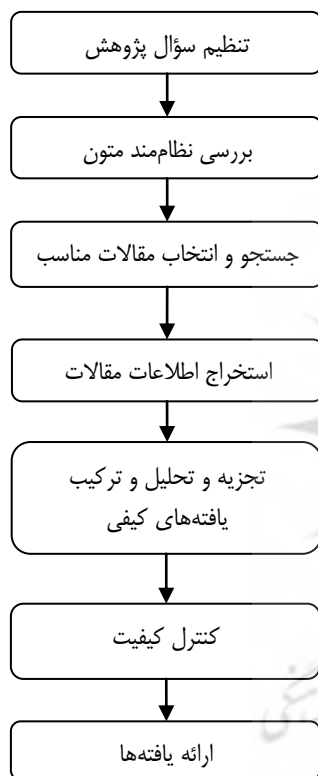 تنظیم سؤال پژوهش
بررسی نظام‌مند متون
جستجو و انتخاب مقالات مناسب
استخراج اطلاعات مقالات
تجزیه و تحلیل و ترکیب
یافته‌های کیفی
کنترل کیفیت
ارائه یافته‌ها